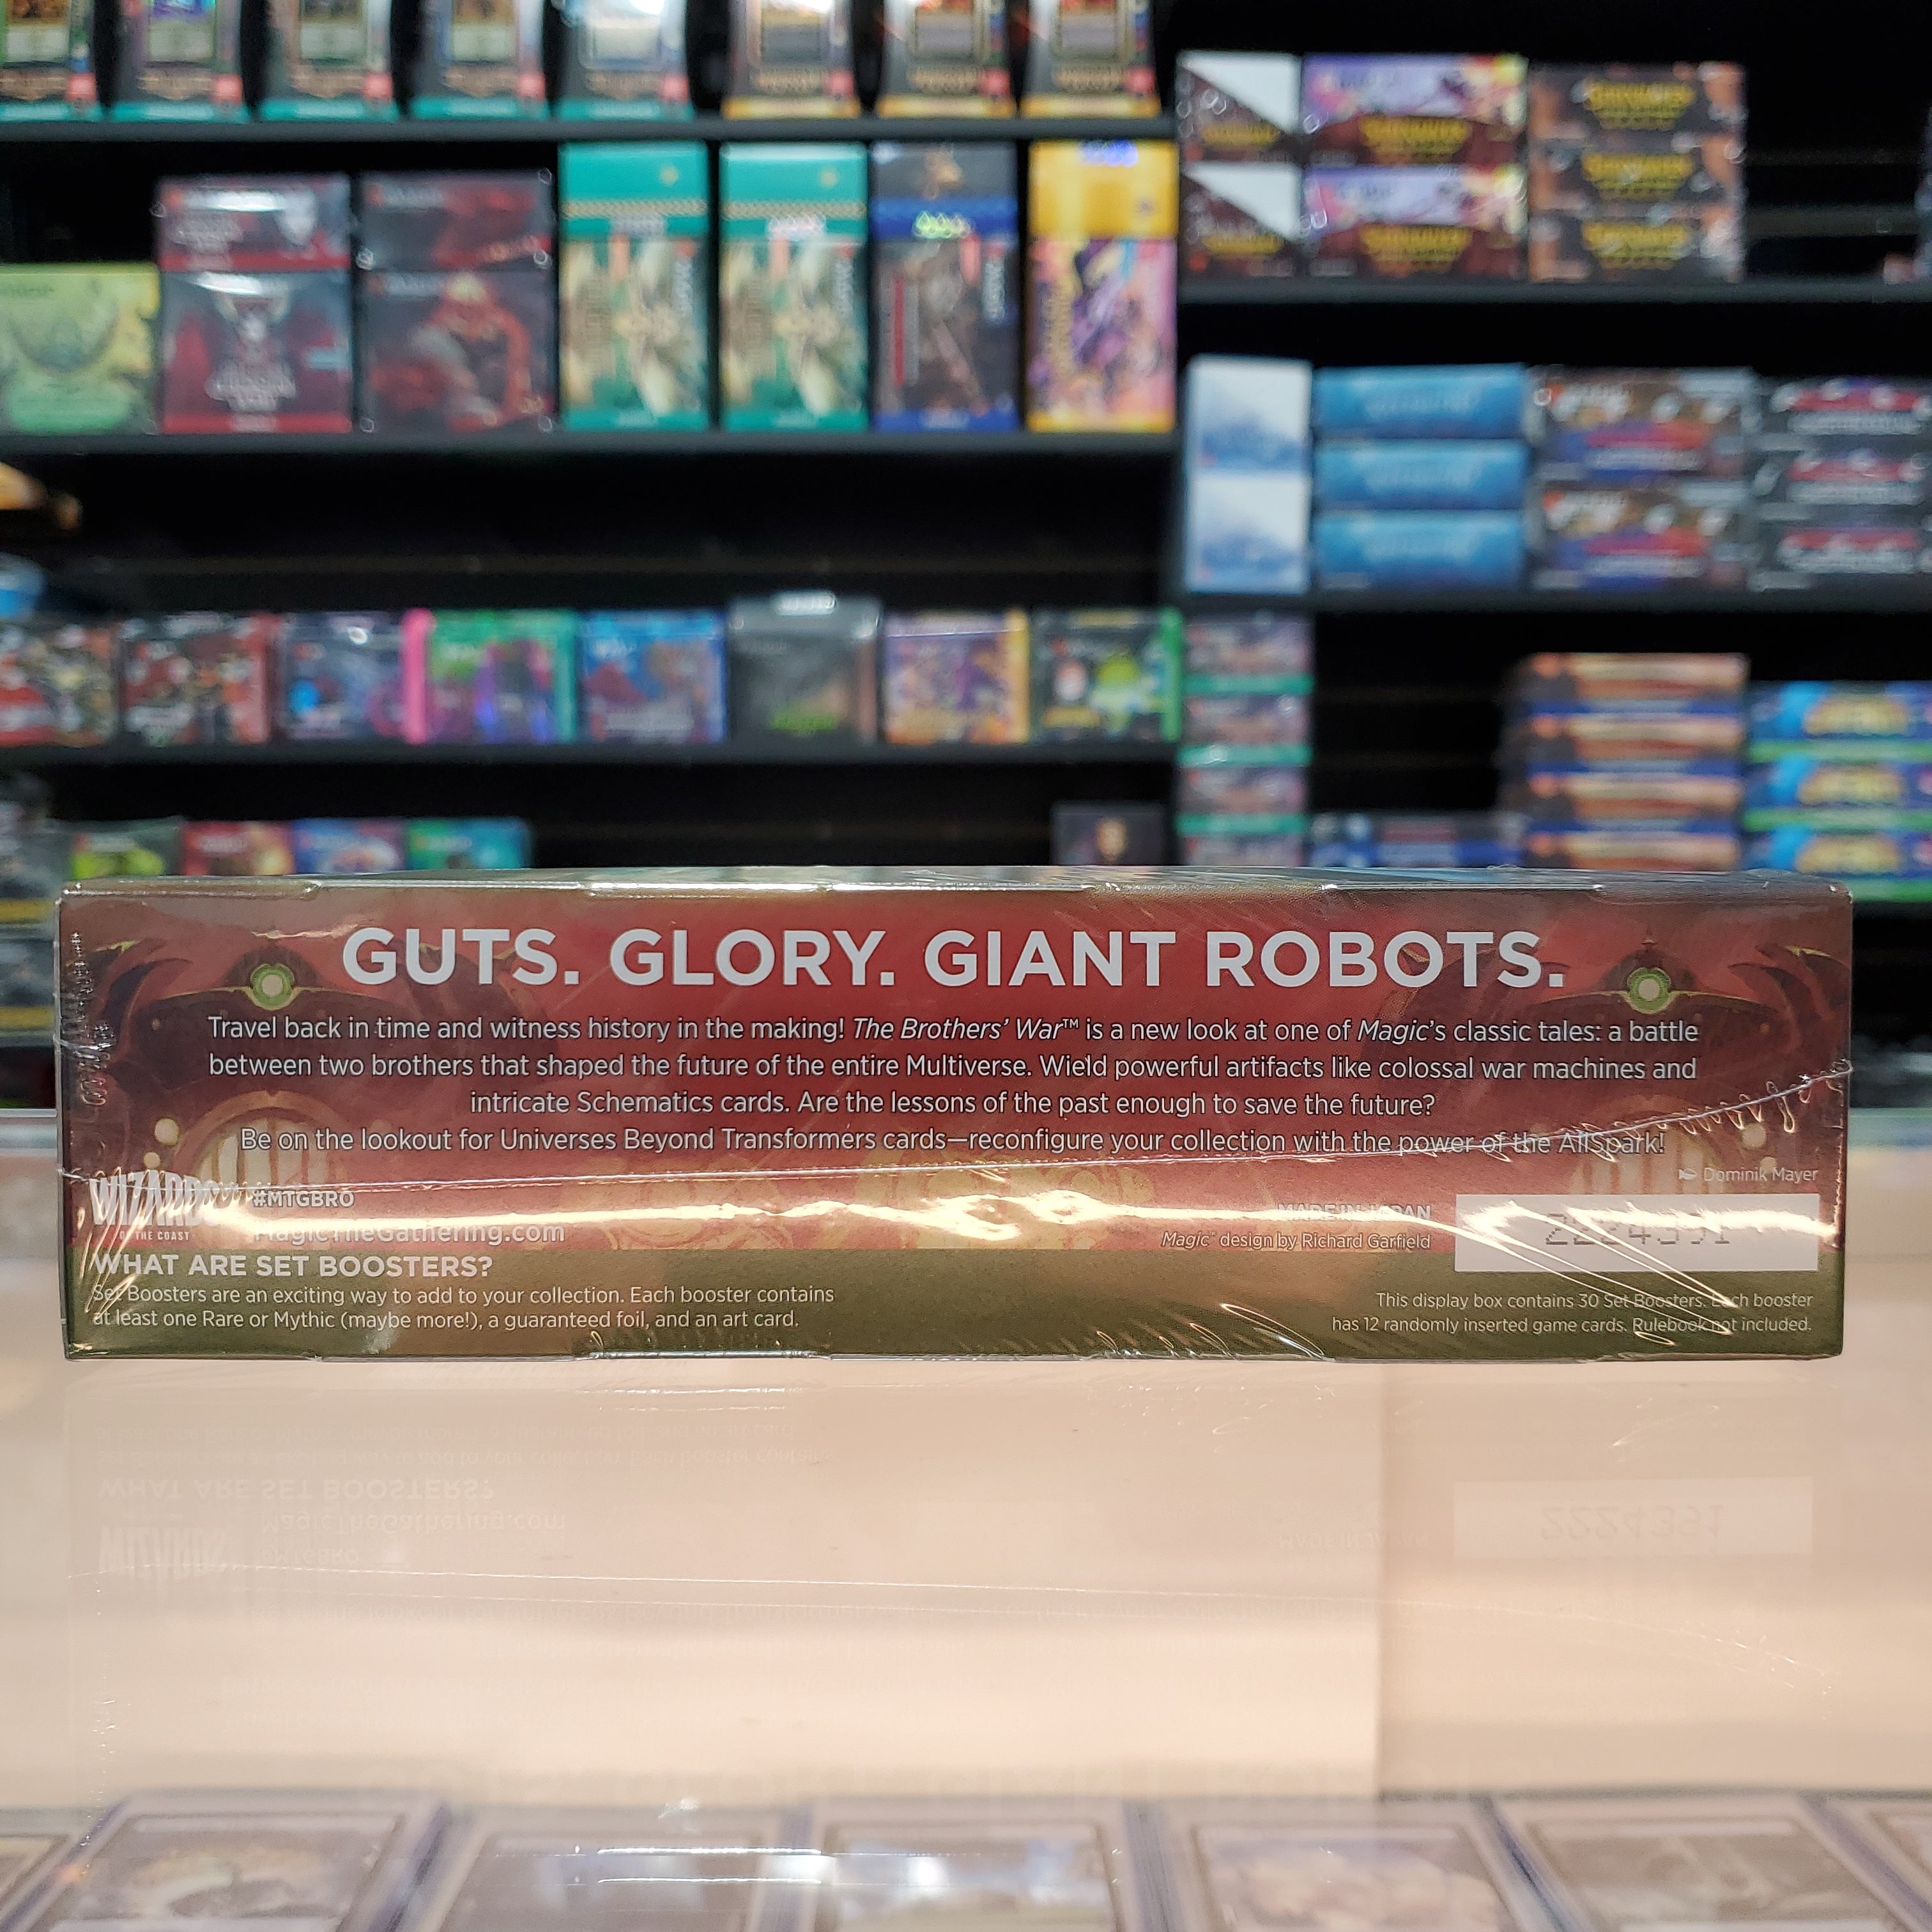 GUTS. GLORY. GIANT ROBOTS.
Travel back in time and witness history in the making! The Brothers' War™ is a new look at one of Magic's classic tales: a battle
between two brothers that shaped the future of the entire Multiverse. Wield powerful artifacts like colossal war machines and
intricate Schematics cards. Are the lessons of the past enough to save the future?
Be on the lookout for Universes Beyond Transformers cards—reconfigure your collection with the power of the AllSpark!
Dominik Mayer
WIZARDS
OF THE COAST
#MTGBRO
MagicTheGathering.com
MADE IN JAPAN
Magic™ design by Richard Garfield
2224391
WHAT ARE SET BOOSTERS?
Set Boosters are an exciting way to add to your collection. Each booster contains
at least one Rare or Mythic (maybe more!), a guaranteed foil, and an art card.
This display box contains 30 Set Boosters. Each booster
has 12 randomly inserted game cards. Rulebook not included.